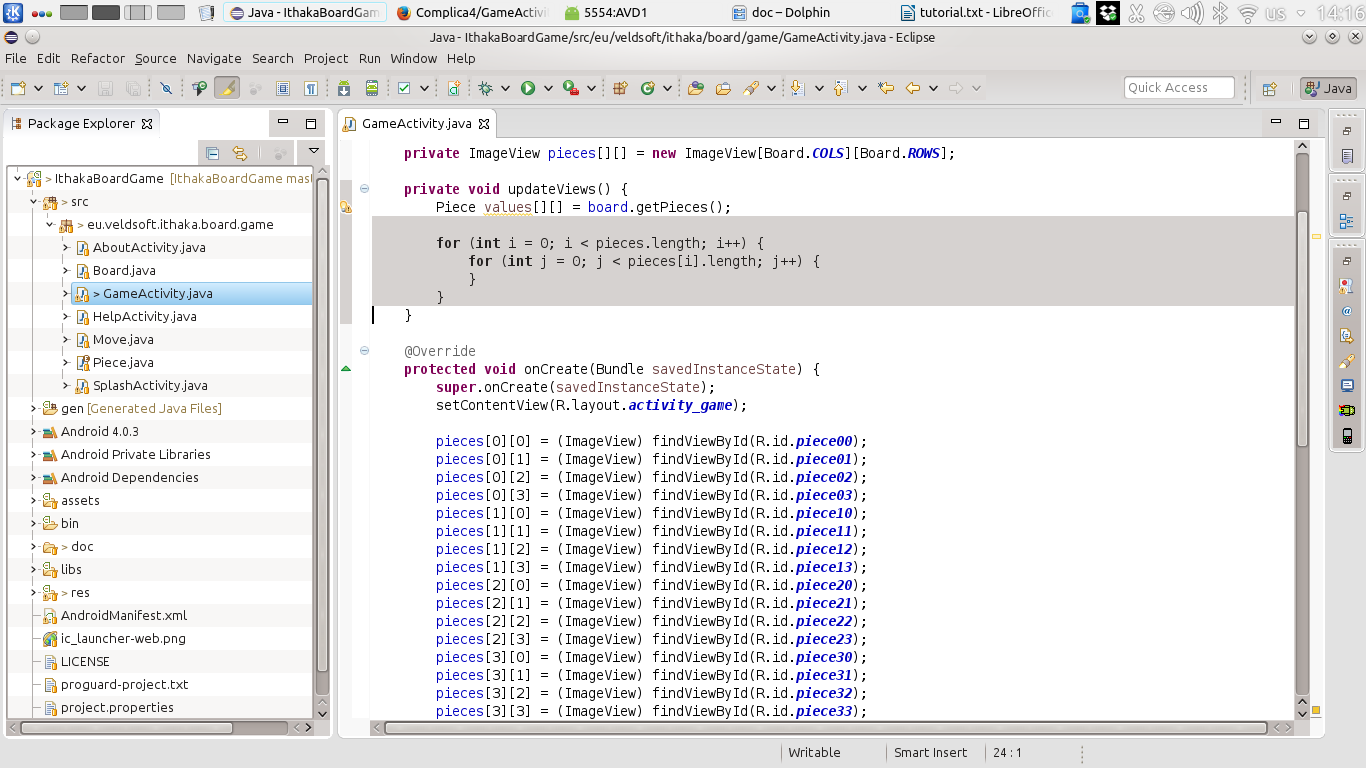 Java - IthakaBoardGam
Complica4/GameActivi
5554:AVD1
doc – Dolphin
tutorial.txt - LibreOffic
us
14:16
Java - IthakaBoardGame/src/eu/veldsoft/ithaka/board/game/GameActivity.java - Eclipse
File Edit Refactor Source Navigate Search Project Run Window Help
Quick Access
Java
Package Explorer
> IthakaBoardGame [IthakaBoardGame mast
> src
> eu.veldsoft.ithaka.board.game
AboutActivity.java
Board.java
> GameActivity.java
HelpActivity.java
Move.java
Piece.java
SplashActivity.java
gen [Generated Java Files]
Android 4.0.3
Android Private Libraries
Android Dependencies
assets
bin
> doc
libs
> res
AndroidManifest.xml
ic_launcher-web.png
LICENSE
proguard-project.txt
project.properties
GameActivity.java
private ImageView pieces[][] = new ImageView[Board.COLS][Board.ROWS];
private void updateViews() {
Piece values[][] = board.getPieces();
for (int i = 0; i < pieces.length; i++) {
for (int j = 0; j < pieces[i].length; j++) {
}
}
}
@Override
protected void onCreate(Bundle savedInstanceState) {
super.onCreate(savedInstanceState);
setContentView(R.layout.activity_game);
pieces[0][0] = (ImageView) findViewById(R.id.piece00);
pieces[0][1] = (ImageView) findViewById(R.id.piece01);
pieces[0][2] = (ImageView) findViewById(R.id.piece02);
pieces[0][3] = (ImageView) findViewById(R.id.piece03);
pieces[1][0] = (ImageView) findViewById(R.id.piece10);
pieces[1][1] = (ImageView) findViewById(R.id.piece11);
pieces[1][2] = (ImageView) findViewById(R.id.piece12);
pieces[1][3] = (ImageView) findViewById(R.id.piece13);
pieces[2][0] = (ImageView) findViewById(R.id.piece20);
pieces[2][1] = (ImageView) findViewById(R.id.piece21);
pieces[2][2] = (ImageView) findViewById(R.id.piece22);
pieces[2][3] = (ImageView) findViewById(R.id.piece23);
pieces[3][0] = (ImageView) findViewById(R.id.piece30);
pieces[3][1] = (ImageView) findViewById(R.id.piece31);
pieces[3][2] = (ImageView) findViewById(R.id.piece32);
pieces[3][3] = (ImageView) findViewById(R.id.piece33);
Writable
Smart Insert
24 : 1